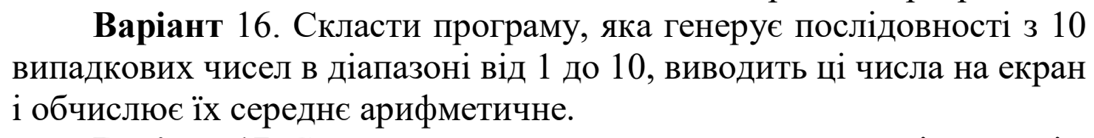 Варіант 16. Скласти програму, яка генерує послідовності з 10
випадкових чисел в діапазоні від 1 до 10, виводить ці числа на екран
і обчислює їх середнє арифметичне.